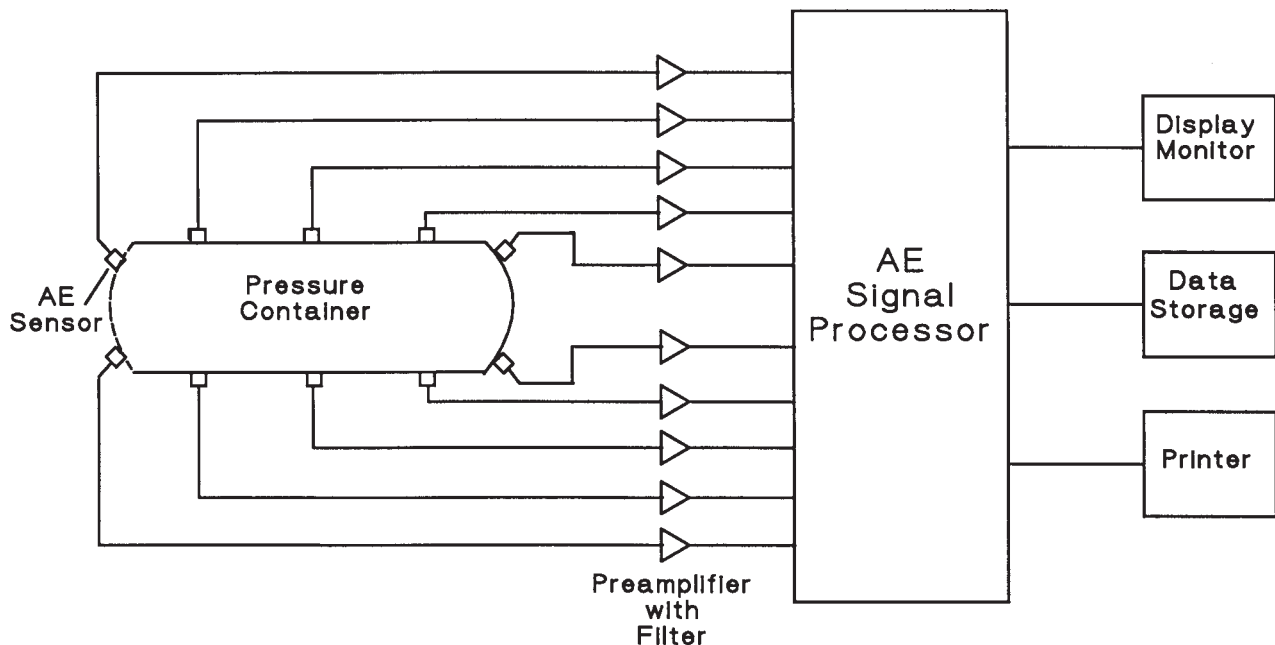 AE
Sensor
Pressure
Container
Preamplifier
with
Filter
AE
Signal
Processor
Display
Monitor
Data
Storage
Printer